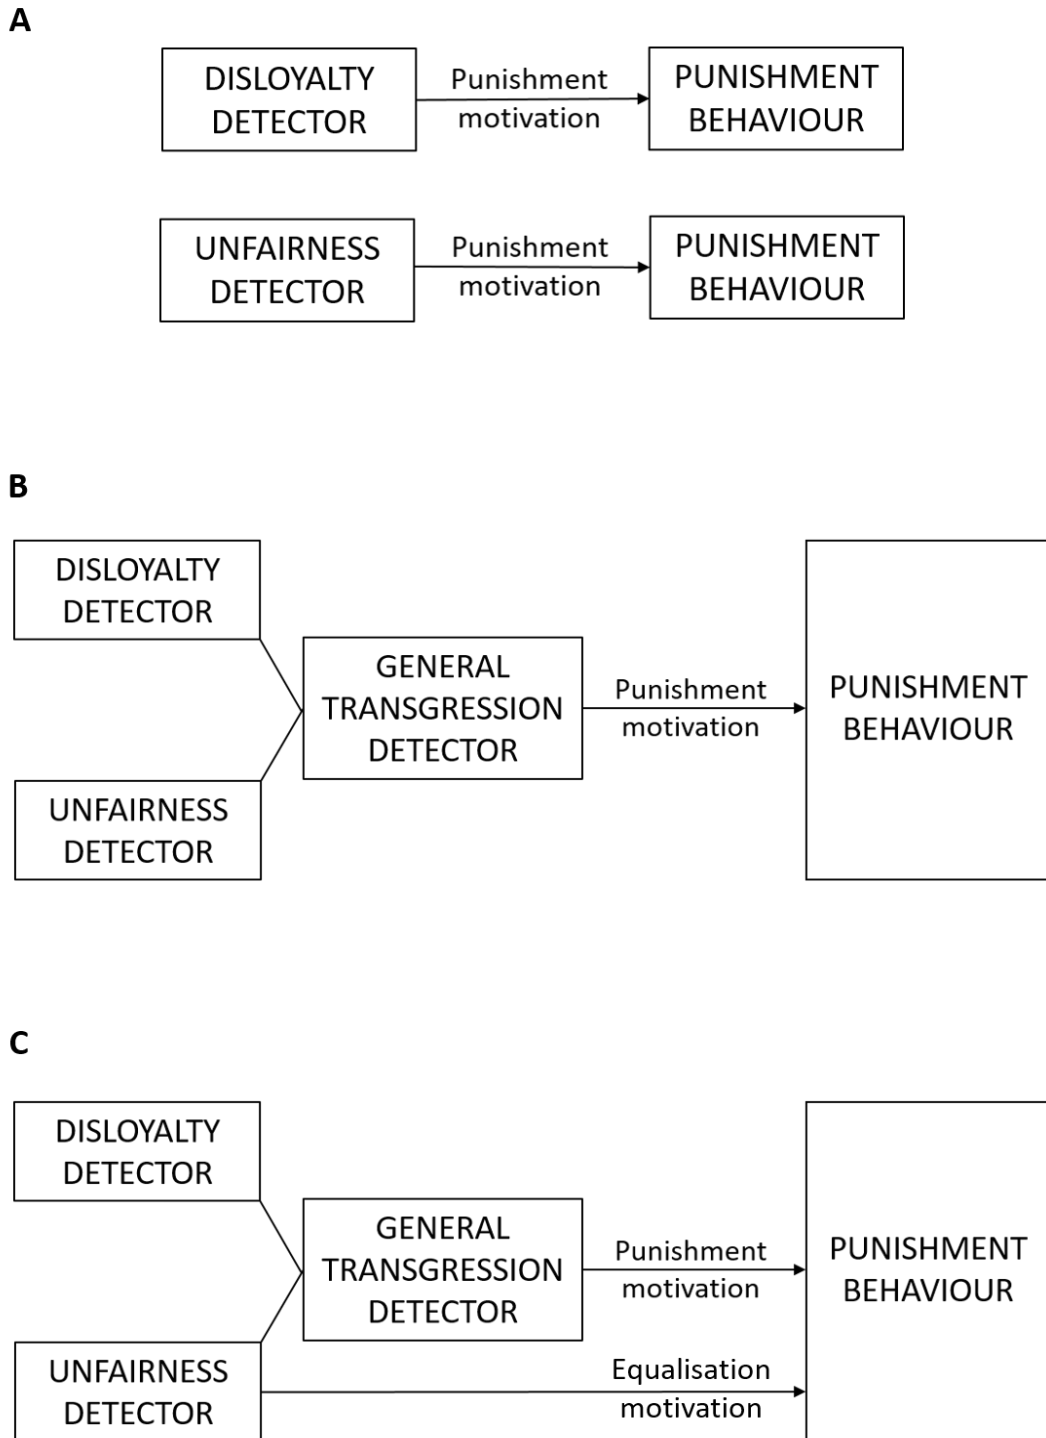 A
DISLOYALTY
DETECTOR
Punishment
motivation
PUNISHMENT
BEHAVIOUR
UNFAIRNESS
DETECTOR
Punishment
motivation
PUNISHMENT
BEHAVIOUR
B
DISLOYALTY
DETECTOR
GENERAL
TRANSGRESSION
DETECTOR
Punishment
motivation
PUNISHMENT
BEHAVIOUR
UNFAIRNESS
DETECTOR
C
DISLOYALTY
DETECTOR
GENERAL
TRANSGRESSION
DETECTOR
Punishment
motivation
PUNISHMENT
BEHAVIOUR
UNFAIRNESS
DETECTOR
Equalisation
motivation